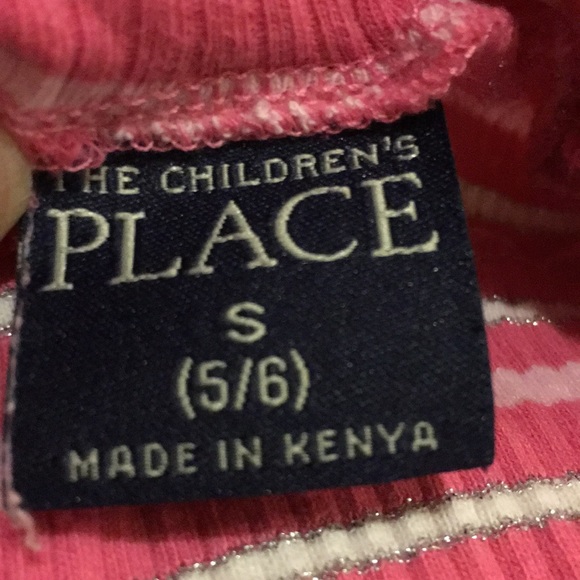 THE CHILDREN'S
PLACE
S
(5/6)
MADE IN KENYA